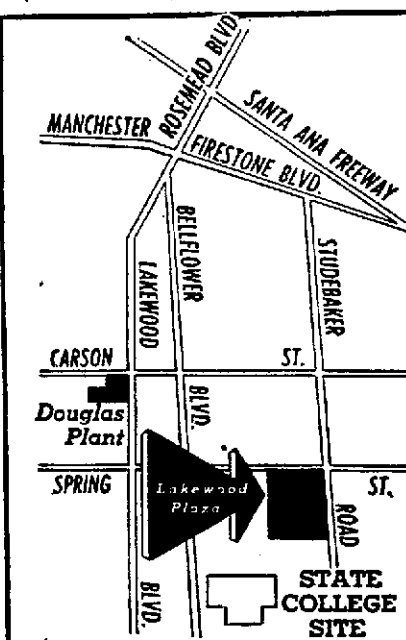 ROSEMEAD BLVD.
SANTA ANA FREEWAY
MANCHESTER
FIRESTONE BLVD.
BELLFLOWER
LAKEWOOD
STUDEBAKER
CARSON ST.
Douglas
Plant
BLVD.
SPRING ST.
Lakewood
Plaza
ROAD
BLVD.
STATE
COLLEGE
SITE